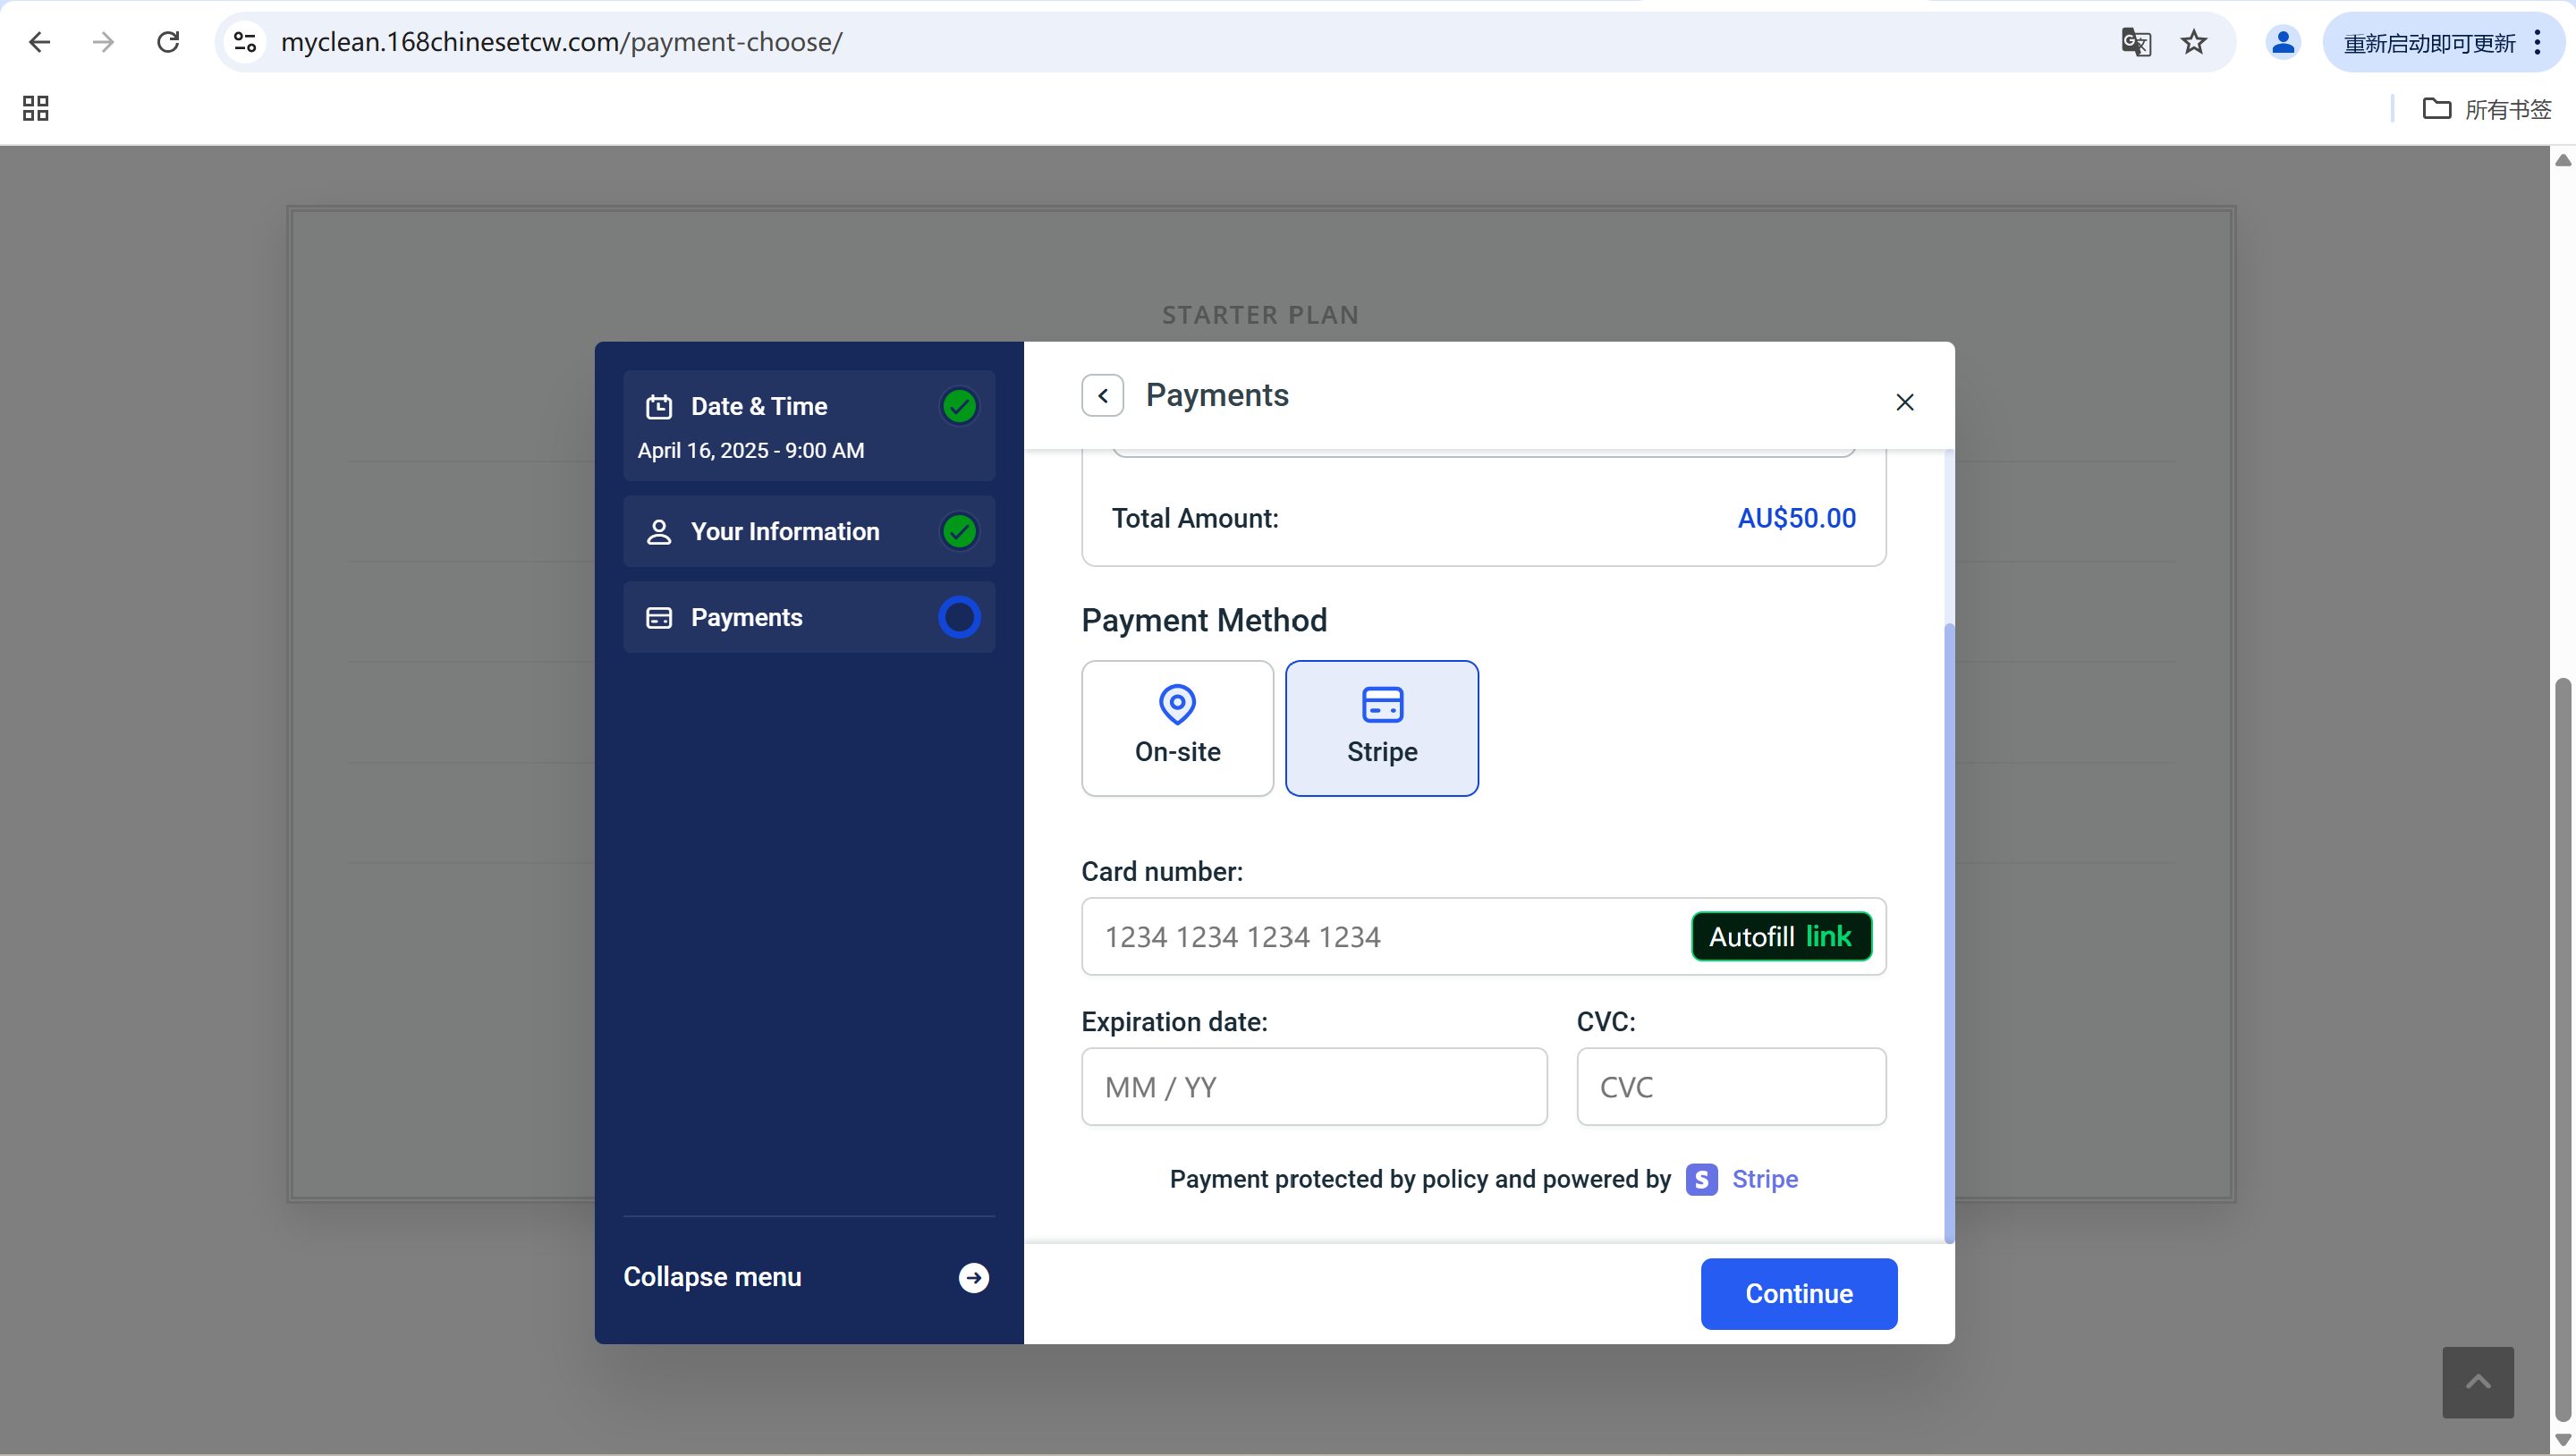 myclean.168chinesetcw.com/payment-choose/
重新启动即可更新
所有书签
STARTER PLAN
Date & Time
April 16, 2025 - 9:00 AM
Your Information
Payments
Collapse menu
Payments
Total Amount: AU$50.00
Payment Method
On-site
Stripe
Card number:
1234 1234 1234 1234
Autofill link
Expiration date:
CVC:
MM / YY
CVC
Payment protected by policy and powered by S Stripe
Continue